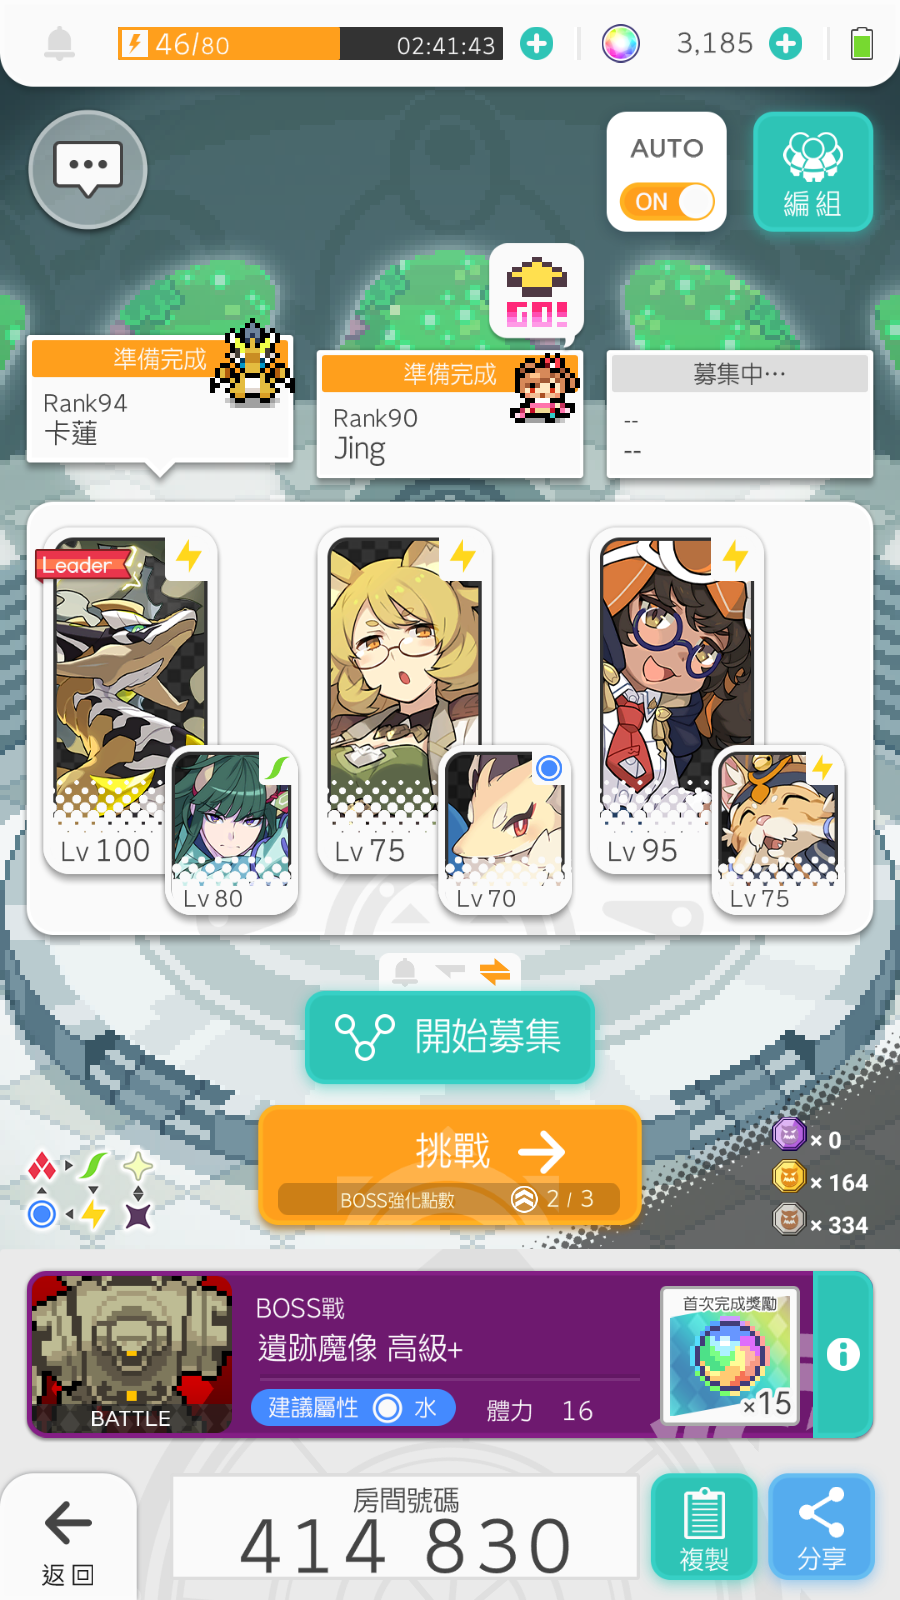 46/80
02:41:43
3,185
AUTO
ON
編組
GO!
準備完成
Rank94
卡蓮
準備完成
Rank90
Jing
募集中…
--
--
Leader
Lv 100
Lv 80
Lv 75
Lv 70
Lv 95
Lv 75
開始募集
挑戰
BOSS強化點數 2 / 3
× 0
× 164
× 334
BOSS戰
遺跡魔像 高級+
建議屬性 水
體力 16
BATTLE
首次完成獎勵
×15
返回
房間號碼
414 830
複製
分享